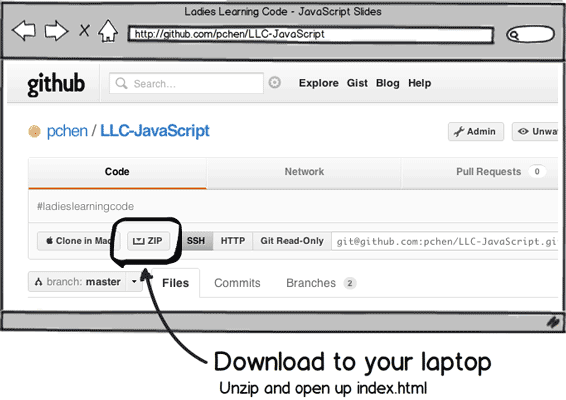 Ladies Learning Code - JavaScript Slides
http://github.com/pchen/LLC-JavaScript
github Search... Explore Gist Blog Help
pchen / LLC-JavaScript Admin Unwa
Code Network Pull Requests 0
#ladieslearningcode
Clone in Mac ZIP SSH HTTP Git Read-Only git@github.com:pchen/LLC-JavaScript.gi
branch: master Files Commits Branches 2
Download to your laptop
Unzip and open up index.html